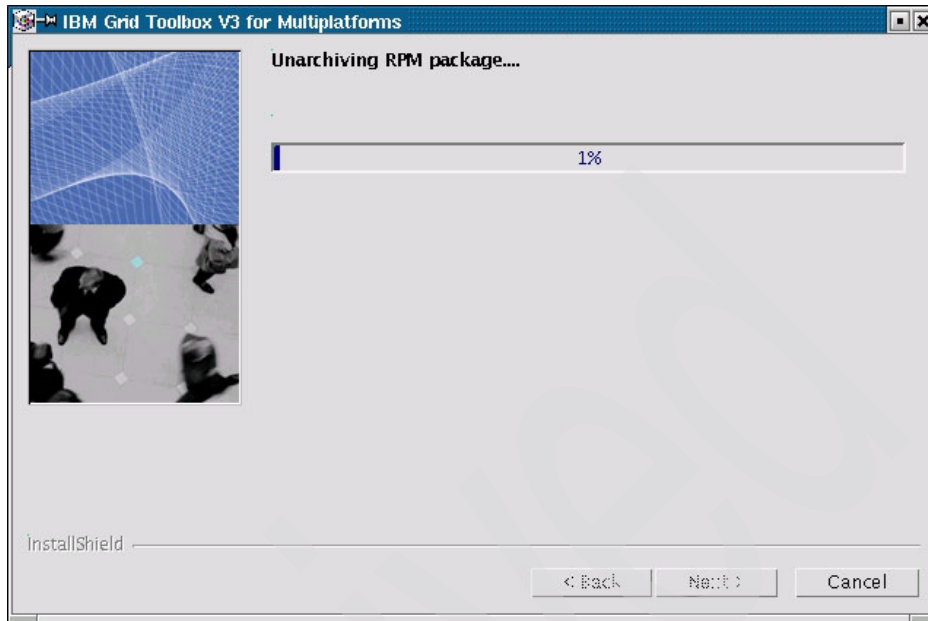 IBM Grid Toolbox V3 for Multiplatforms
Unarchiving RPM package....
1%
InstallShield
< Back
Next >
Cancel